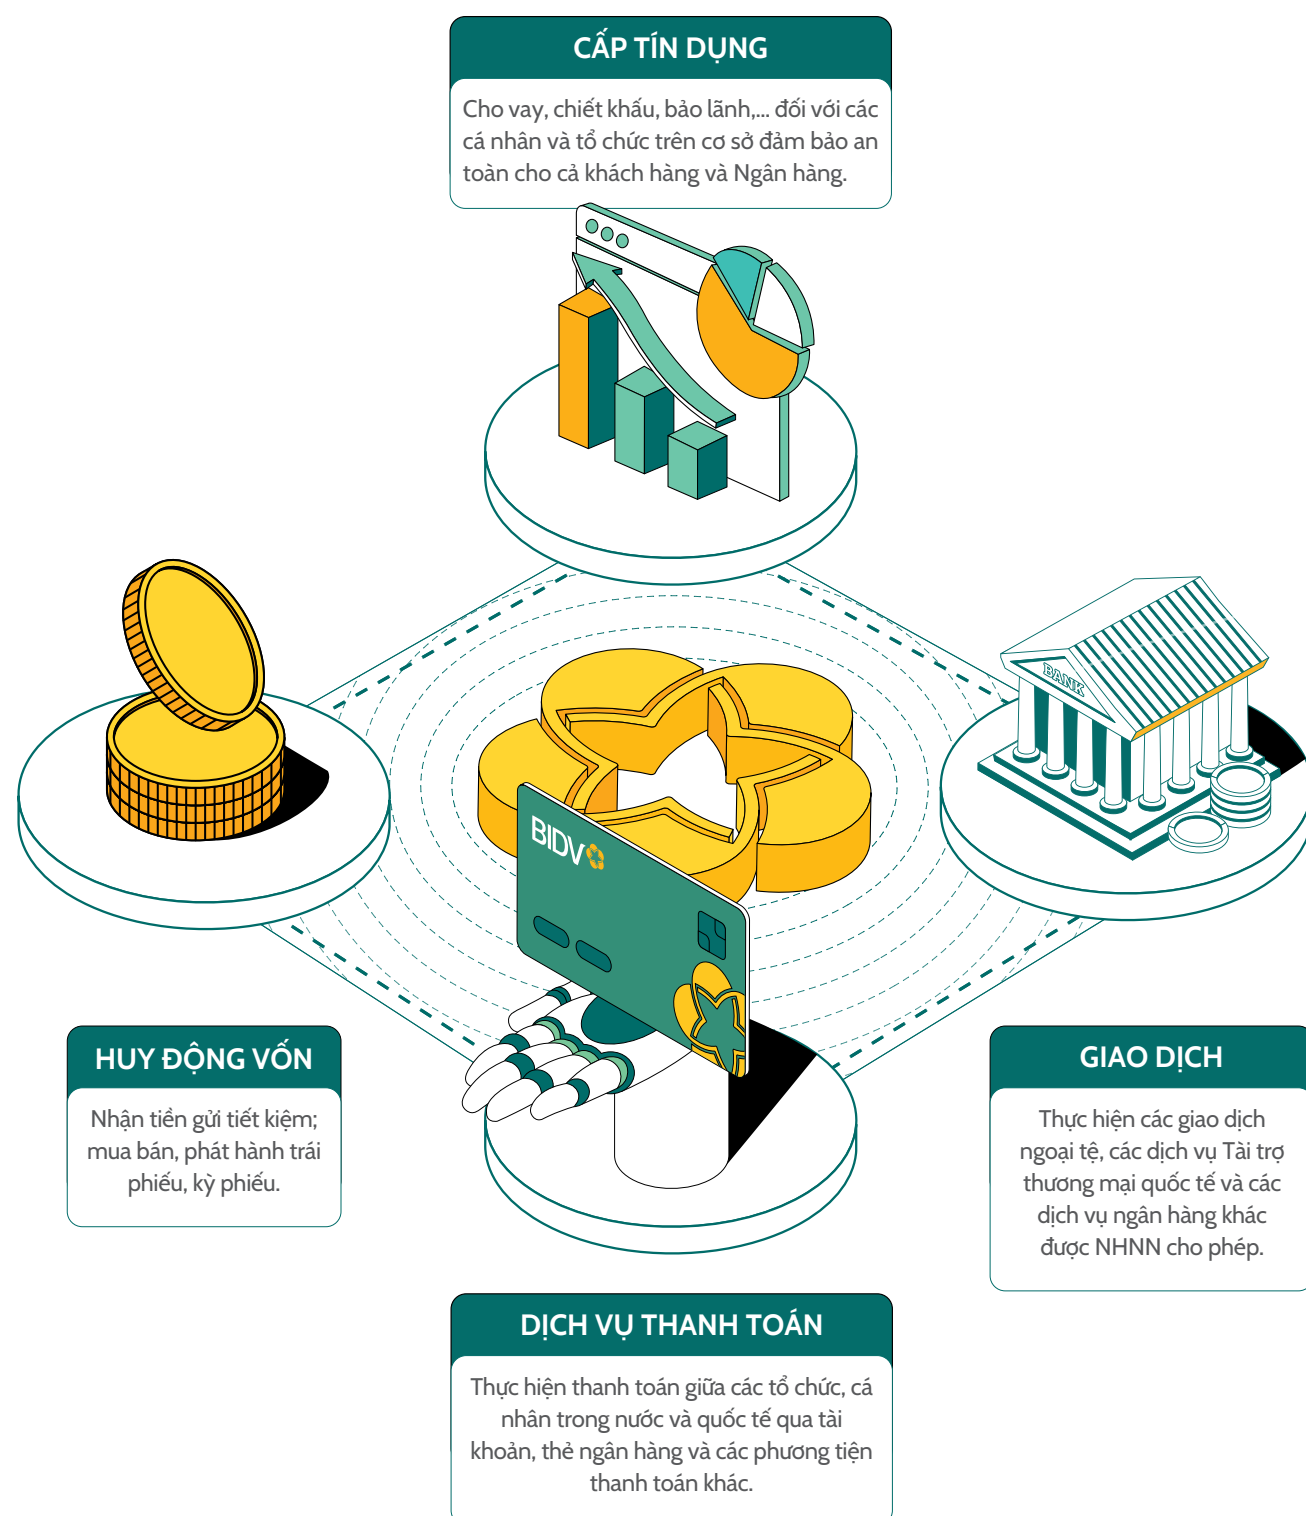 CẤP TÍN DỤNG
Cho vay, chiết khấu, bảo lãnh,... đối với các
cá nhân và tổ chức trên cơ sở đảm bảo an
toàn cho cả khách hàng và Ngân hàng.
BANK
BIDV
HUY ĐỘNG VỐN
Nhận tiền gửi tiết kiệm;
mua bán, phát hành trái
phiếu, kỳ phiếu.
GIAO DỊCH
Thực hiện các giao dịch
ngoại tệ, các dịch vụ Tài trợ
thương mại quốc tế và các
dịch vụ ngân hàng khác
được NHNN cho phép.
DỊCH VỤ THANH TOÁN
Thực hiện thanh toán giữa các tổ chức, cá
nhân trong nước và quốc tế qua tài
khoản, thẻ ngân hàng và các phương tiện
thanh toán khác.